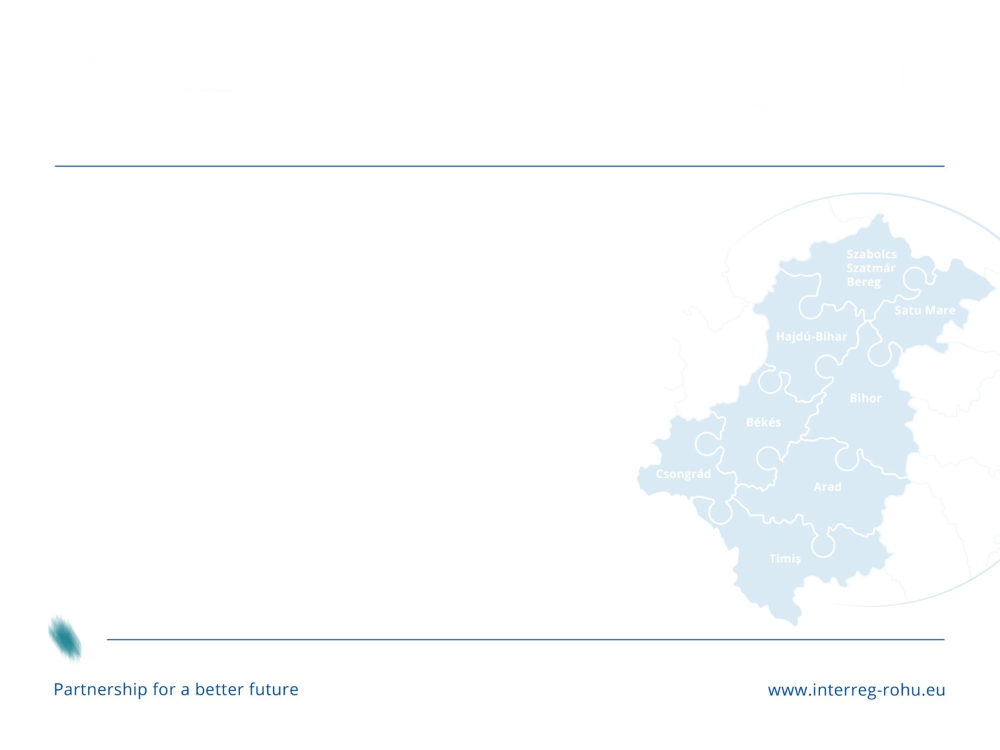 Szabolcs
Szatmár
Bereg
Satu Mare
Hajdú-Bihar
Bihor
Békés
Csongrád
Arad
Timiș
Partnership for a better future
www.interreg-rohu.eu